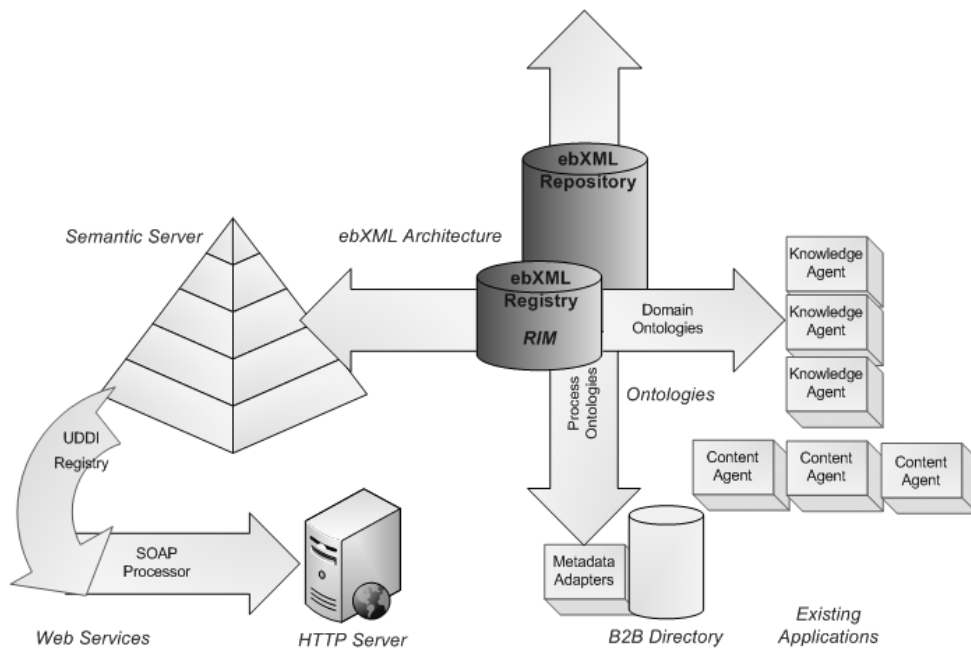 ebXML
Repository
Semantic Server
ebXML Architecture
ebXML
Registry
RIM
Domain
Ontologies
Knowledge
Agent
Knowledge
Agent
Knowledge
Agent
Process
Ontologies
Ontologies
UDDI
Registry
Content
Agent
Content
Agent
Content
Agent
SOAP
Processor
Metadata
Adapters
Web Services
HTTP Server
B2B Directory
Existing
Applications